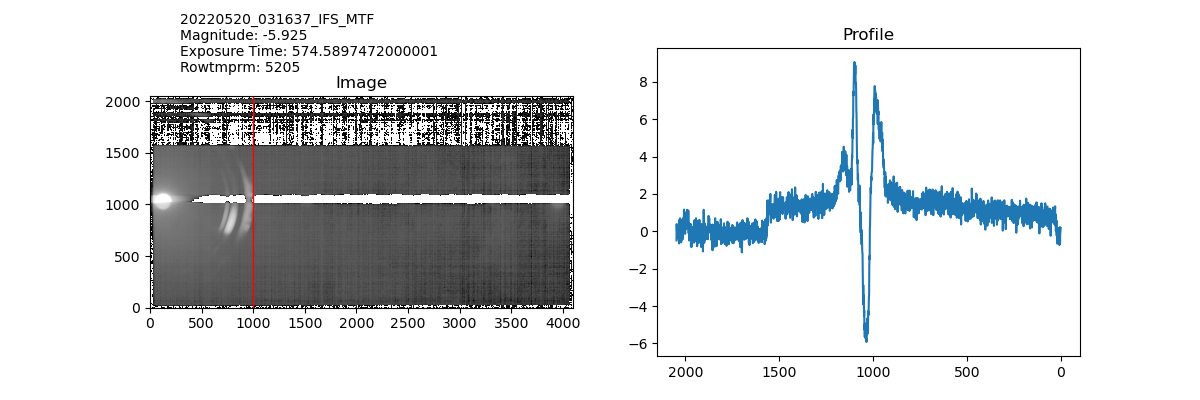 20220520_031637_IFS_MTF
Magnitude: -5.925
Exposure Time: 574.5897472000001
Rowtmprm: 5205
Image
2000
1500
1000
500
0
0 500 1000 1500 2000 2500 3000 3500 4000
Profile
8
6
4
2
0
−2
−4
−6
2000 1500 1000 500 0